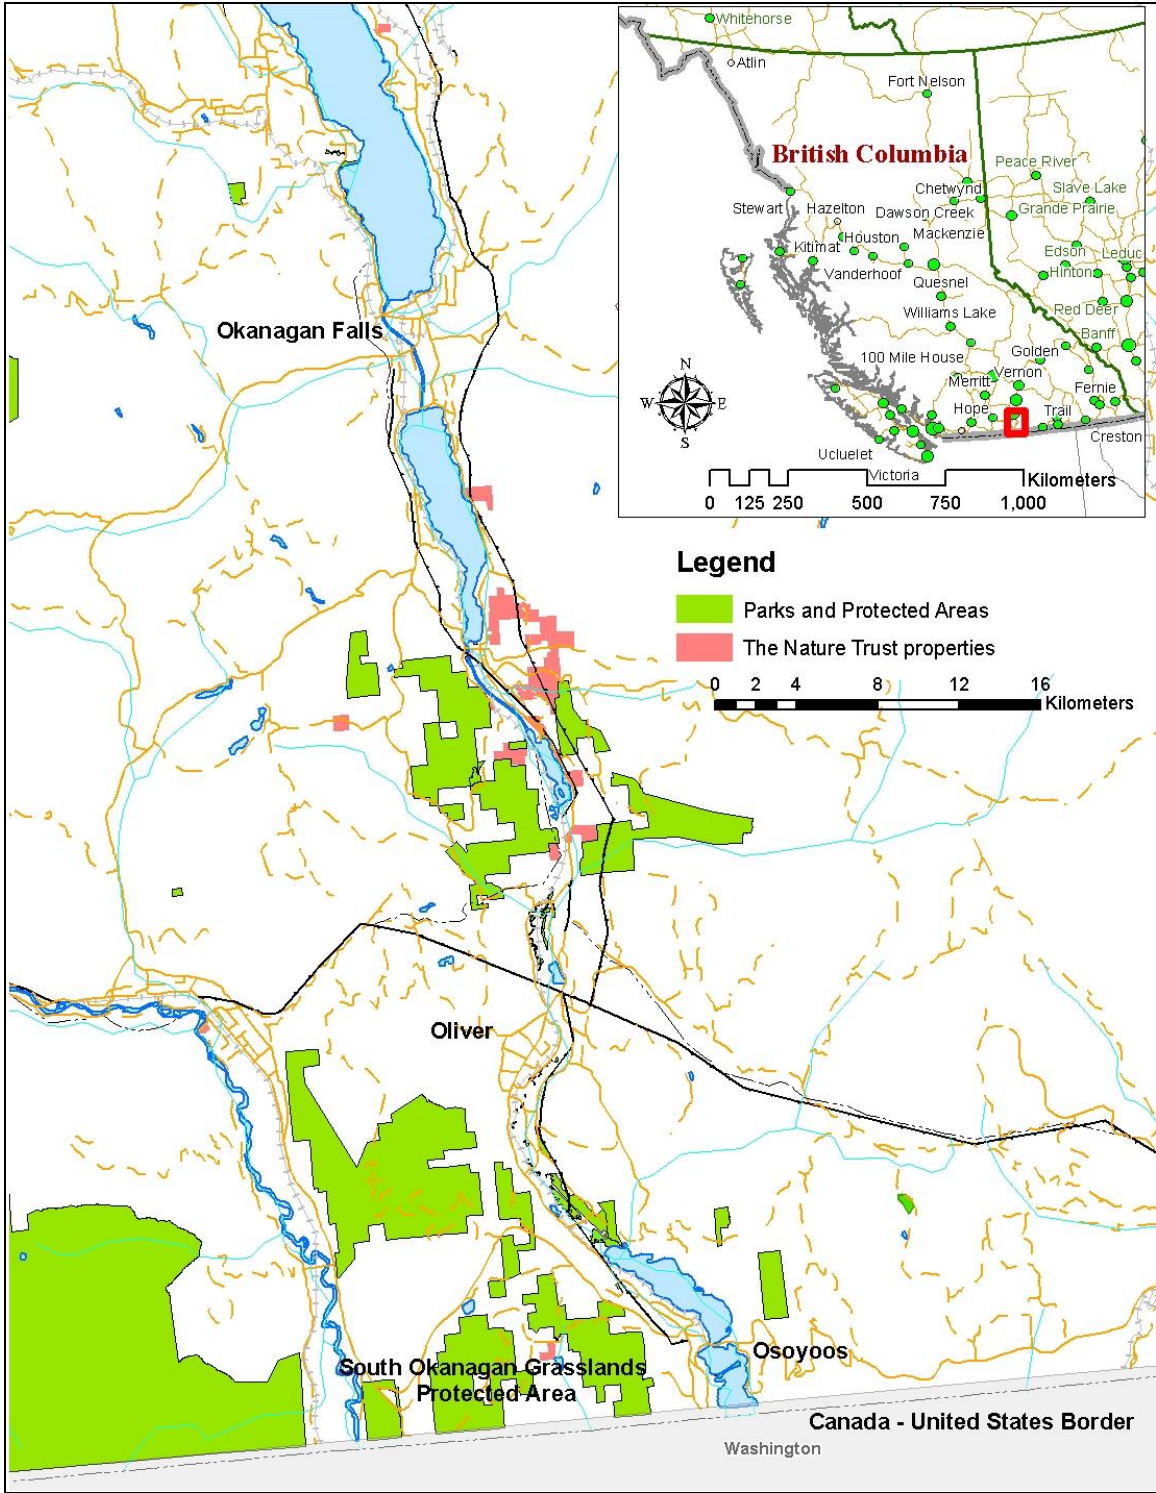 Whitehorse
Atlin
Fort Nelson
British Columbia
Peace River
Chetwynd
Slave Lake
Stewart
Hazelton
Dawson Creek
Grande Prairie
Mackenzie
Kitimat
Houston
Edson
Leduc
Vanderhoof
Hinton
Quesnel
Williams Lake
Red Deer
Banff
100 Mile House
Golden
Merritt
Vernon
Fernie
Hope
Trail
Creston
Ucluelet
Victoria
N
W E
S
Kilometers
0 125 250 500 750 1,000
Okanagan Falls
Legend
Parks and Protected Areas
The Nature Trust properties
0 2 4 8 12 16
Kilometers
Oliver
Osoyoos
South Okanagan Grasslands
Protected Area
Canada - United States Border
Washington